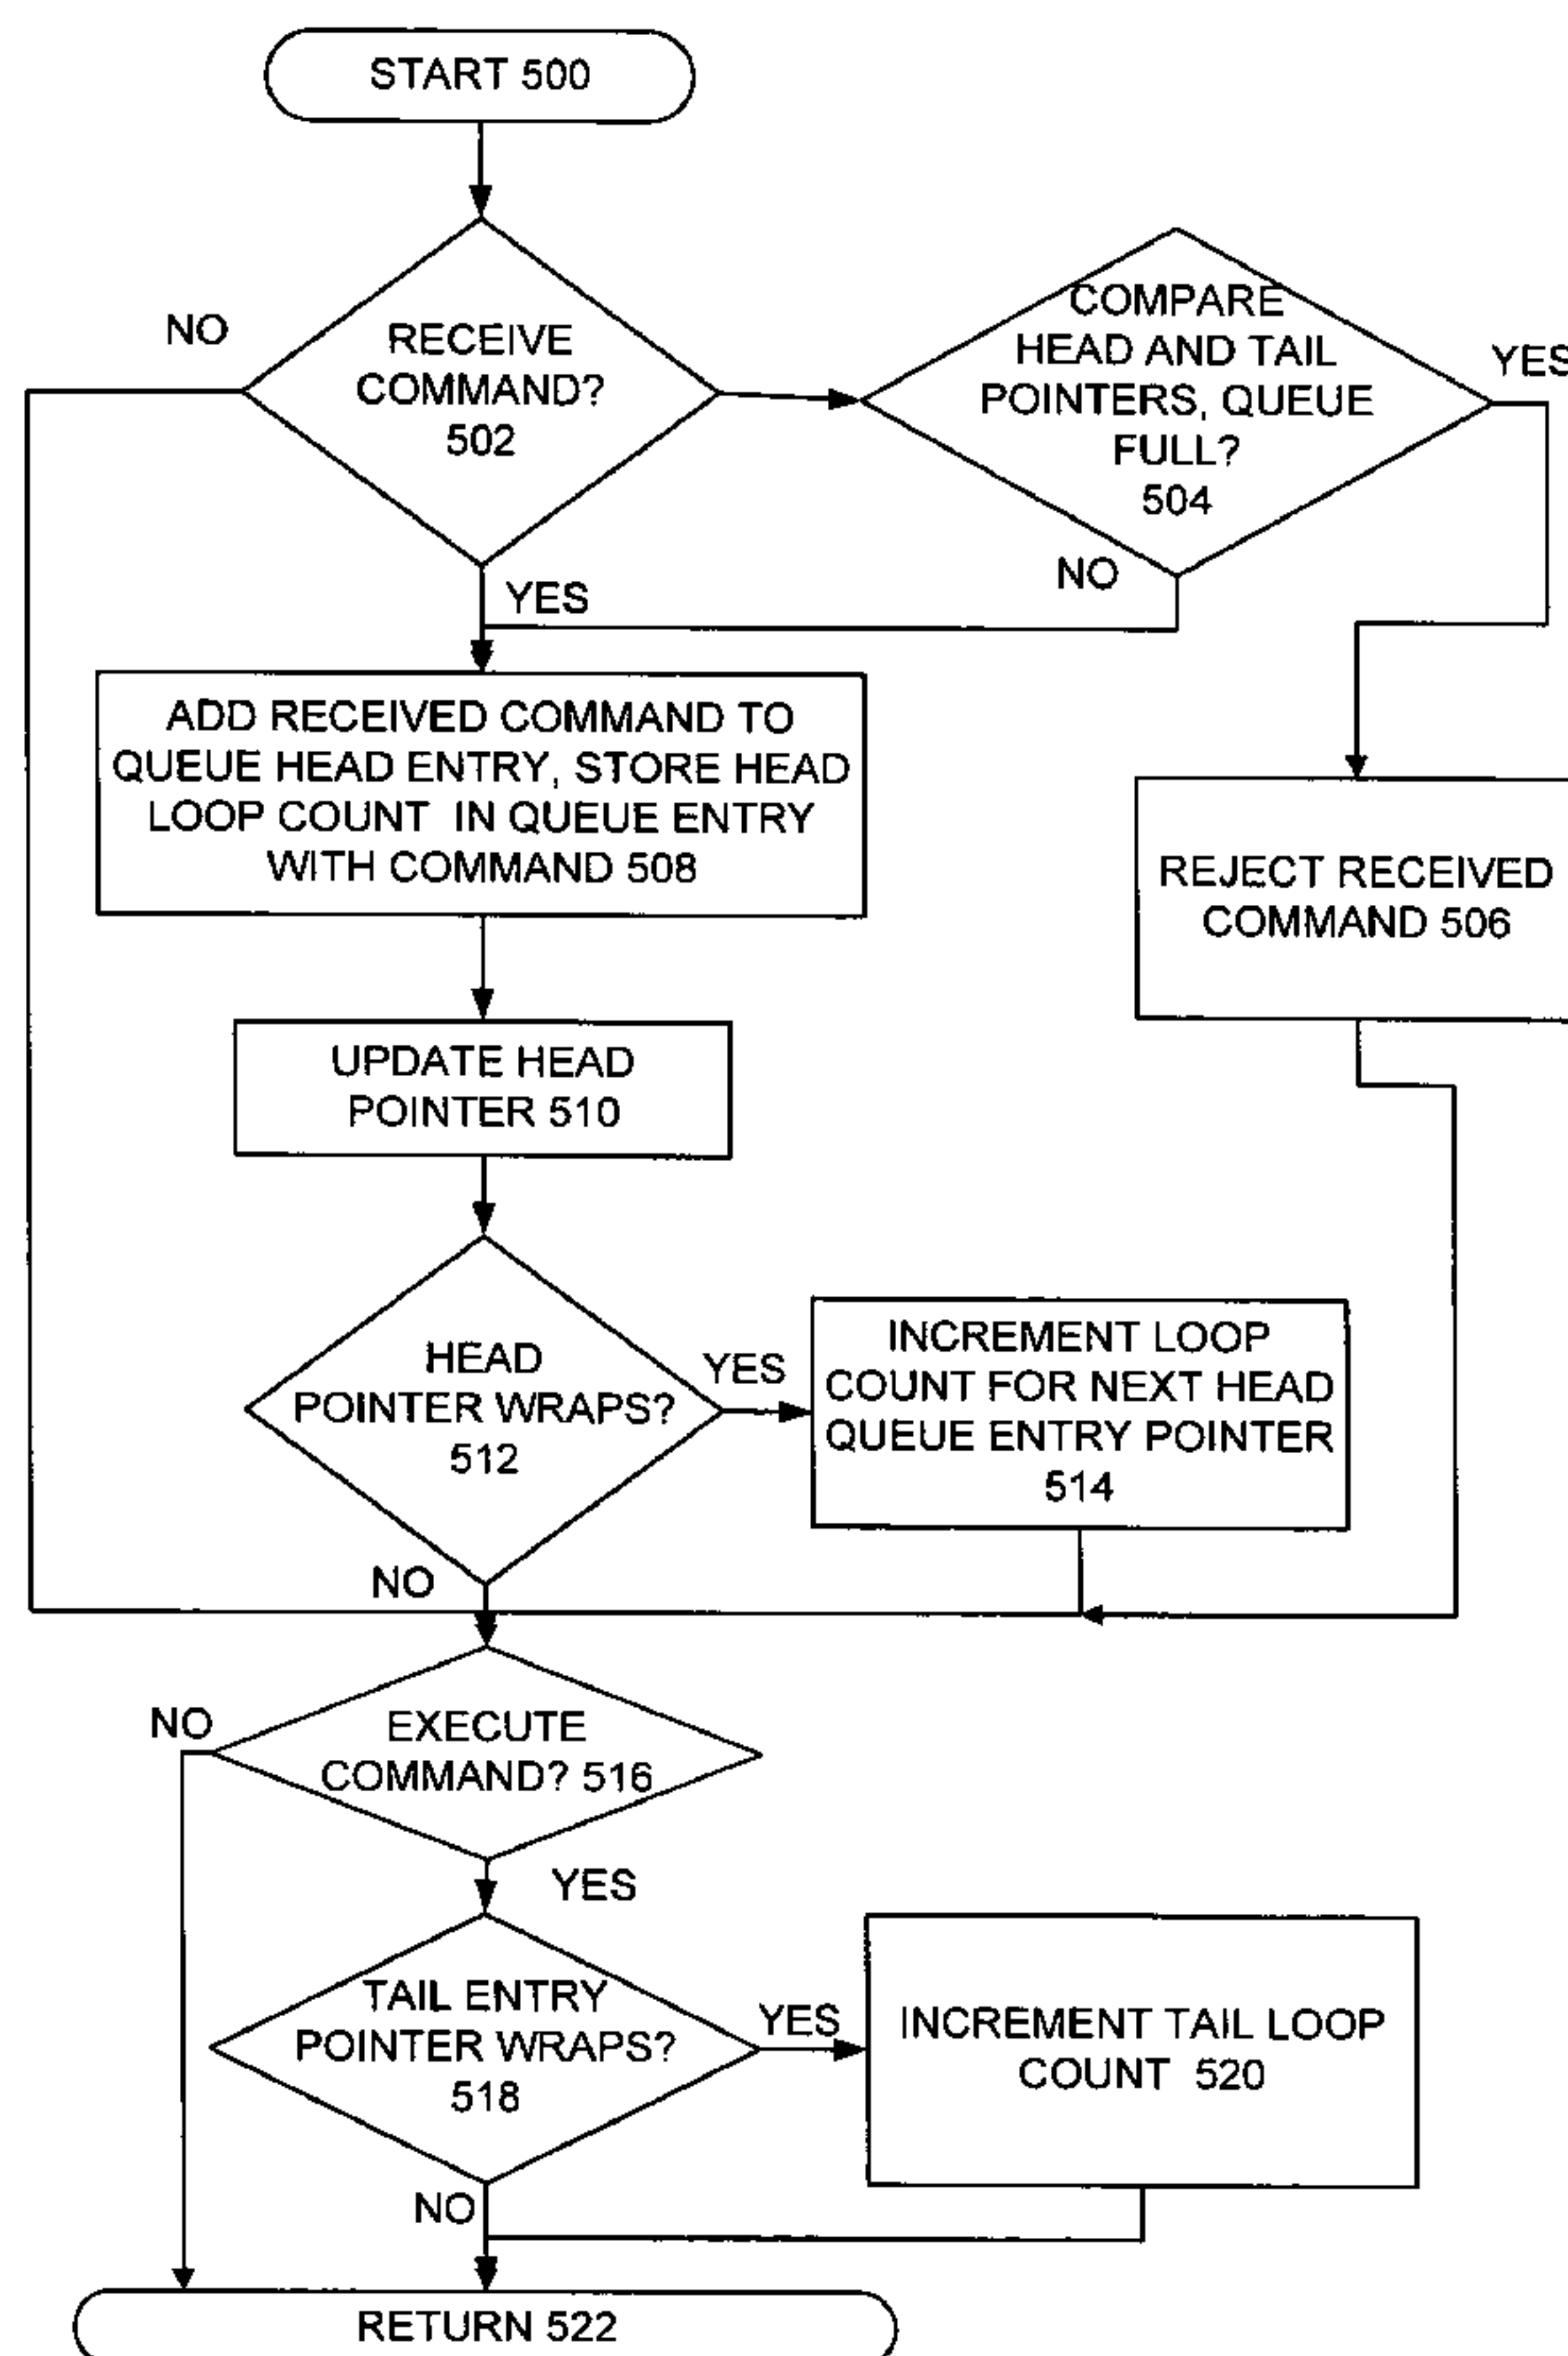 START 500
NO
RECEIVE
COMMAND?
502
COMPARE
HEAD AND TAIL
POINTERS, QUEUE
FULL?
504
YES
YES
NO
ADD RECEIVED COMMAND TO
QUEUE HEAD ENTRY, STORE HEAD
LOOP COUNT IN QUEUE ENTRY
WITH COMMAND 508
REJECT RECEIVED
COMMAND 506
UPDATE HEAD
POINTER 510
HEAD
POINTER WRAPS?
512
YES
INCREMENT LOOP
COUNT FOR NEXT HEAD
QUEUE ENTRY POINTER
514
NO
NO
EXECUTE
COMMAND? 516
YES
TAIL ENTRY
POINTER WRAPS?
518
YES
INCREMENT TAIL LOOP
COUNT 520
NO
RETURN 522